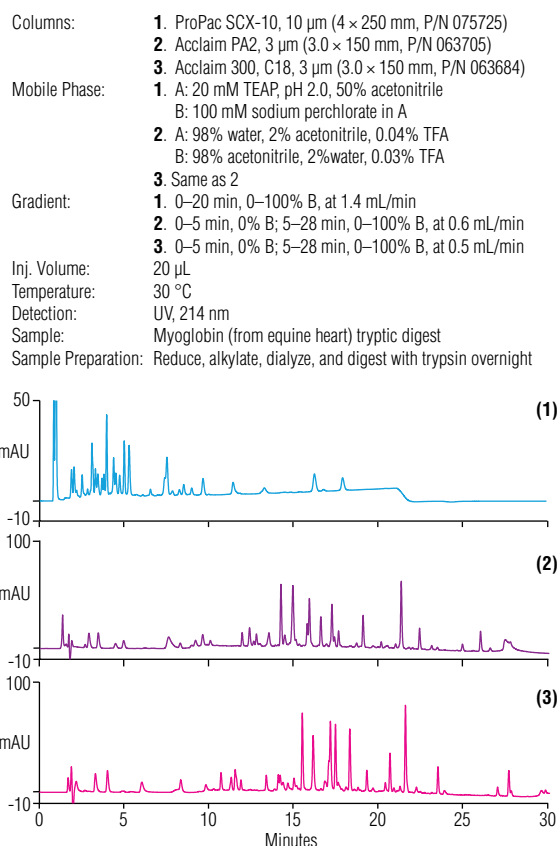 Columns: 1. ProPac SCX-10, 10 µm (4 × 250 mm, P/N 075725)
2. Acclaim PA2, 3 µm (3.0 × 150 mm, P/N 063705)
3. Acclaim 300, C18, 3 µm (3.0 × 150 mm, P/N 063684)
Mobile Phase: 1. A: 20 mM TEAP, pH 2.0, 50% acetonitrile
B: 100 mM sodium perchlorate in A
2. A: 98% water, 2% acetonitrile, 0.04% TFA
B: 98% acetonitrile, 2%water, 0.03% TFA
3. Same as 2
Gradient: 1. 0–20 min, 0–100% B, at 1.4 mL/min
2. 0–5 min, 0% B; 5–28 min, 0–100% B, at 0.6 mL/min
3. 0–5 min, 0% B; 5–28 min, 0–100% B, at 0.5 mL/min
Inj. Volume: 20 µL
Temperature: 30 °C
Detection: UV, 214 nm
Sample: Myoglobin (from equine heart) tryptic digest
Sample Preparation: Reduce, alkylate, dialyze, and digest with trypsin overnight
50
(1)
mAU
-10
100
(2)
mAU
-10
100
(3)
mAU
-10
0 5 10 15 20 25 30
Minutes